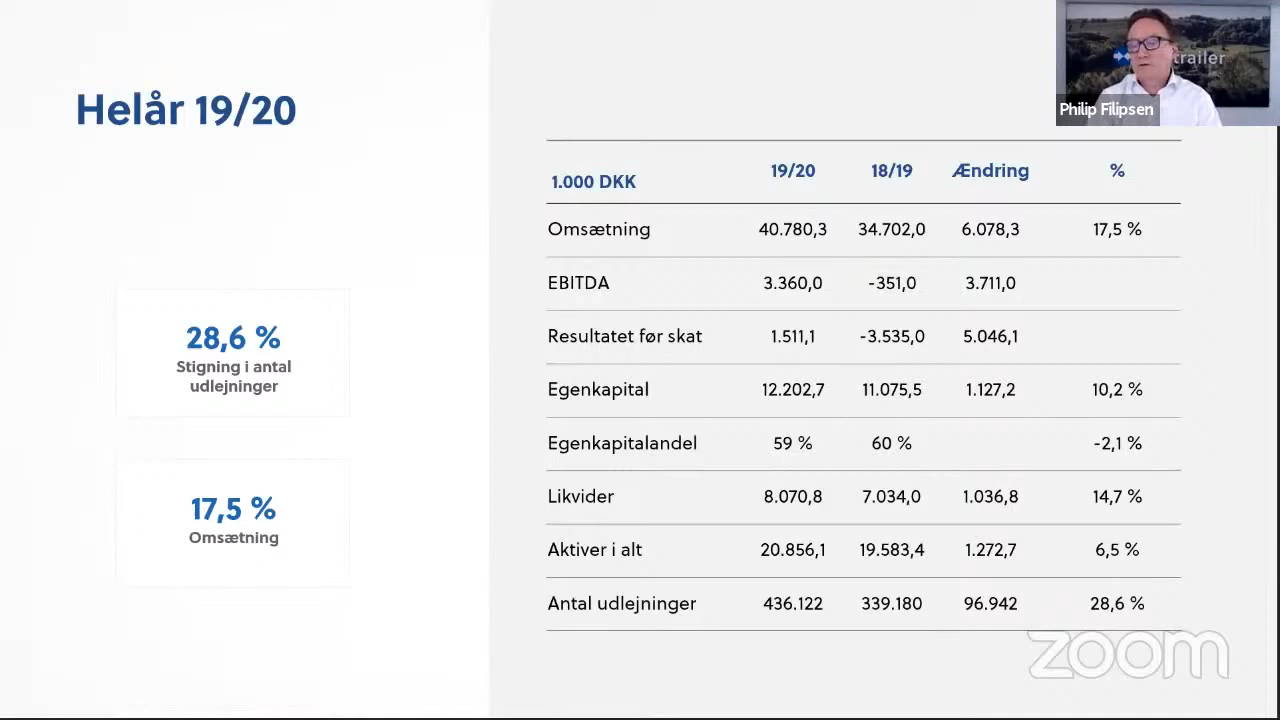 trailer
Philip Filipsen
Helår 19/20
28,6 %
Stigning i antal
udlejninger
17,5 %
Omsætning
1.000 DKK 19/20 18/19 Ændring %
Omsætning 40.780,3 34.702,0 6.078,3 17,5 %
EBITDA 3.360,0 -351,0 3.711,0
Resultatet før skat 1.511,1 -3.535,0 5.046,1
Egenkapital 12.202,7 11.075,5 1.127,2 10,2 %
Egenkapitalandel 59 % 60 % -2,1 %
Likvider 8.070,8 7.034,0 1.036,8 14,7 %
Aktiver i alt 20.856,1 19.583,4 1.272,7 6,5 %
Antal udlejninger 436.122 339.180 96.942 28,6 %
zoom